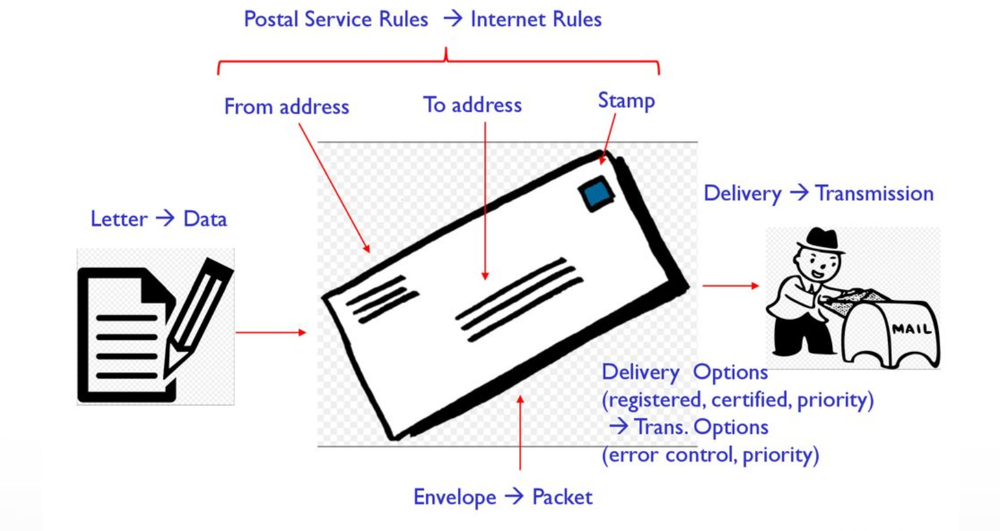 Postal Service Rules → Internet Rules
From address
To address
Stamp
Letter → Data
Delivery → Transmission
MAIL
Delivery Options
(registered, certified, priority)
→ Trans. Options
(error control, priority)
Envelope → Packet